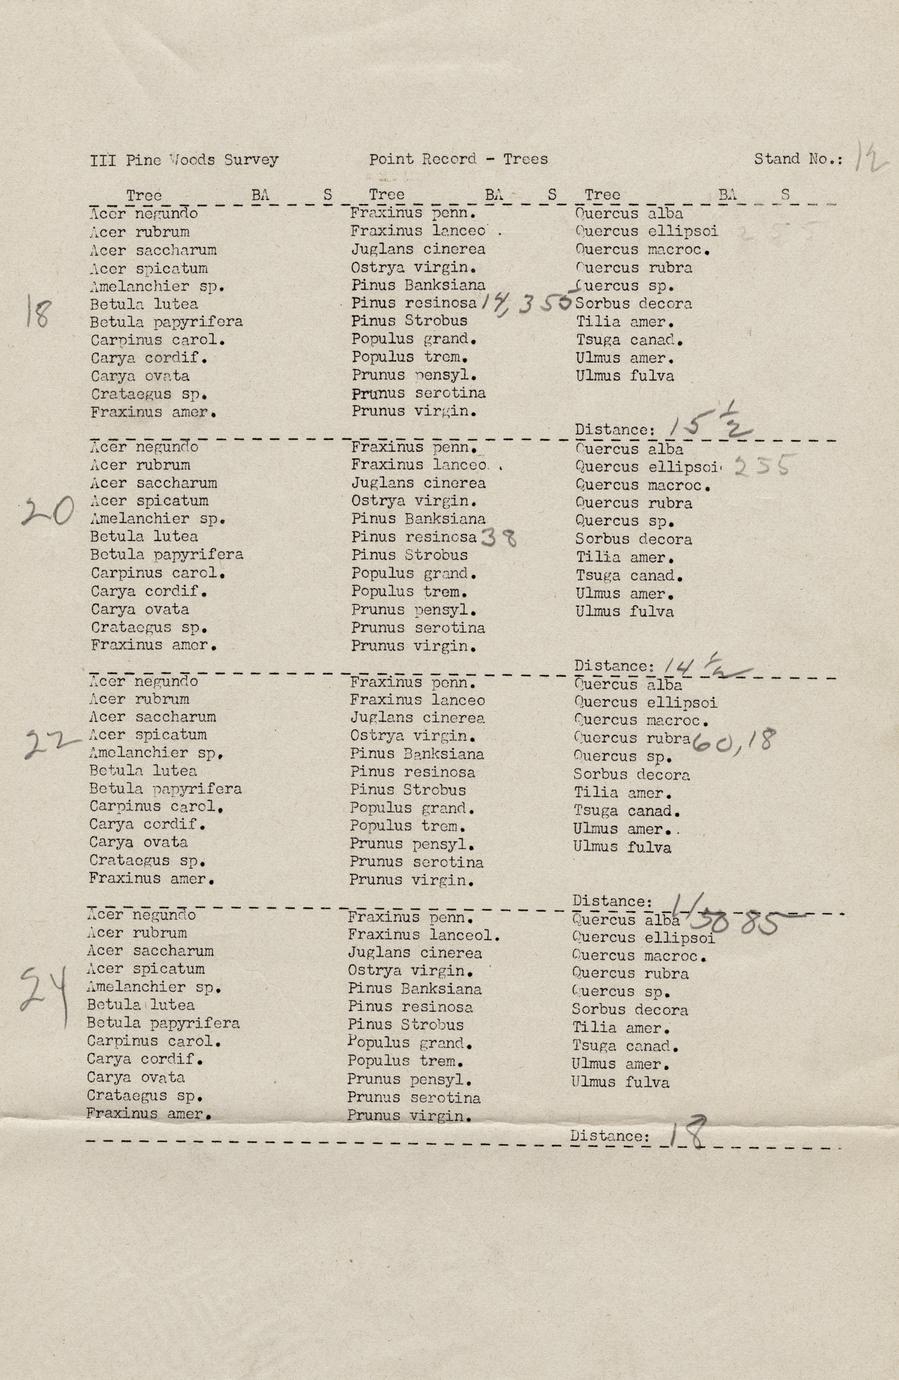 III Pine Woods Survey Point Record - Trees Stand No.: 12
Tree BA S Tree BA S Tree BA S
Acer negundo Fraxinus penn. Quercus alba
Acer rubrum Fraxinus lanceo . Quercus ellipsoi
Acer saccharum Juglans cinerea Quercus macroc.
Acer spicatum Ostrya virgin. Quercus rubra
Amelanchier sp. Pinus Banksiana Quercus sp.
18 Betula lutea Pinus resinosa 14, 350 Sorbus decora
Betula papyrifera Pinus Strobus Tilia amer.
Carpinus carol. Populus grand. Tsuga canad.
Carya cordif. Populus trem. Ulmus amer.
Carya ovata Prunus pensyl. Ulmus fulva
Crataegus sp. Prunus serotina
Fraxinus amer. Prunus virgin.
Distance: 15 1/2
Acer negundo Fraxinus penn. Quercus alba
Acer rubrum Fraxinus lanceo. . Quercus ellipsoi 255
Acer saccharum Juglans cinerea Quercus macroc.
20 Acer spicatum Ostrya virgin. Quercus rubra
Amelanchier sp. Pinus Banksiana Quercus sp.
Betula lutea Pinus resinosa 38 Sorbus decora
Betula papyrifera Pinus Strobus Tilia amer.
Carpinus carol. Populus grand. Tsuga canad.
Carya cordif. Populus trem. Ulmus amer.
Carya ovata Prunus pensyl. Ulmus fulva
Crataegus sp. Prunus serotina
Fraxinus amer. Prunus virgin.
Distance: 14 1/2
Acer negundo Fraxinus penn. Quercus alba
Acer rubrum Fraxinus lanceo Quercus ellipsoi
Acer saccharum Juglans cinerea Quercus macroc.
22 Acer spicatum Ostrya virgin. Quercus rubra 60, 18
Amelanchier sp. Pinus Banksiana Quercus sp.
Betula lutea Pinus resinosa Sorbus decora
Betula papyrifera Pinus Strobus Tilia amer.
Carpinus carol. Populus grand. Tsuga canad.
Carya cordif. Populus trem. Ulmus amer..
Carya ovata Prunus pensyl. Ulmus fulva
Crataegus sp. Prunus serotina
Fraxinus amer. Prunus virgin.
Distance: 11
Acer negundo Fraxinus penn. Quercus alba 38 85
Acer rubrum Fraxinus lanceol. Quercus ellipsoi
Acer saccharum Juglans cinerea Quercus macroc.
24 Acer spicatum Ostrya virgin. Quercus rubra
Amelanchier sp. Pinus Banksiana Quercus sp.
Betula lutea Pinus resinosa Sorbus decora
Betula papyrifera Pinus Strobus Tilia amer.
Carpinus carol. Populus grand. Tsuga canad.
Carya cordif. Populus trem. Ulmus amer.
Carya ovata Prunus pensyl. Ulmus fulva
Crataegus sp. Prunus serotina
Fraxinus amer. Prunus virgin.
Distance: 18